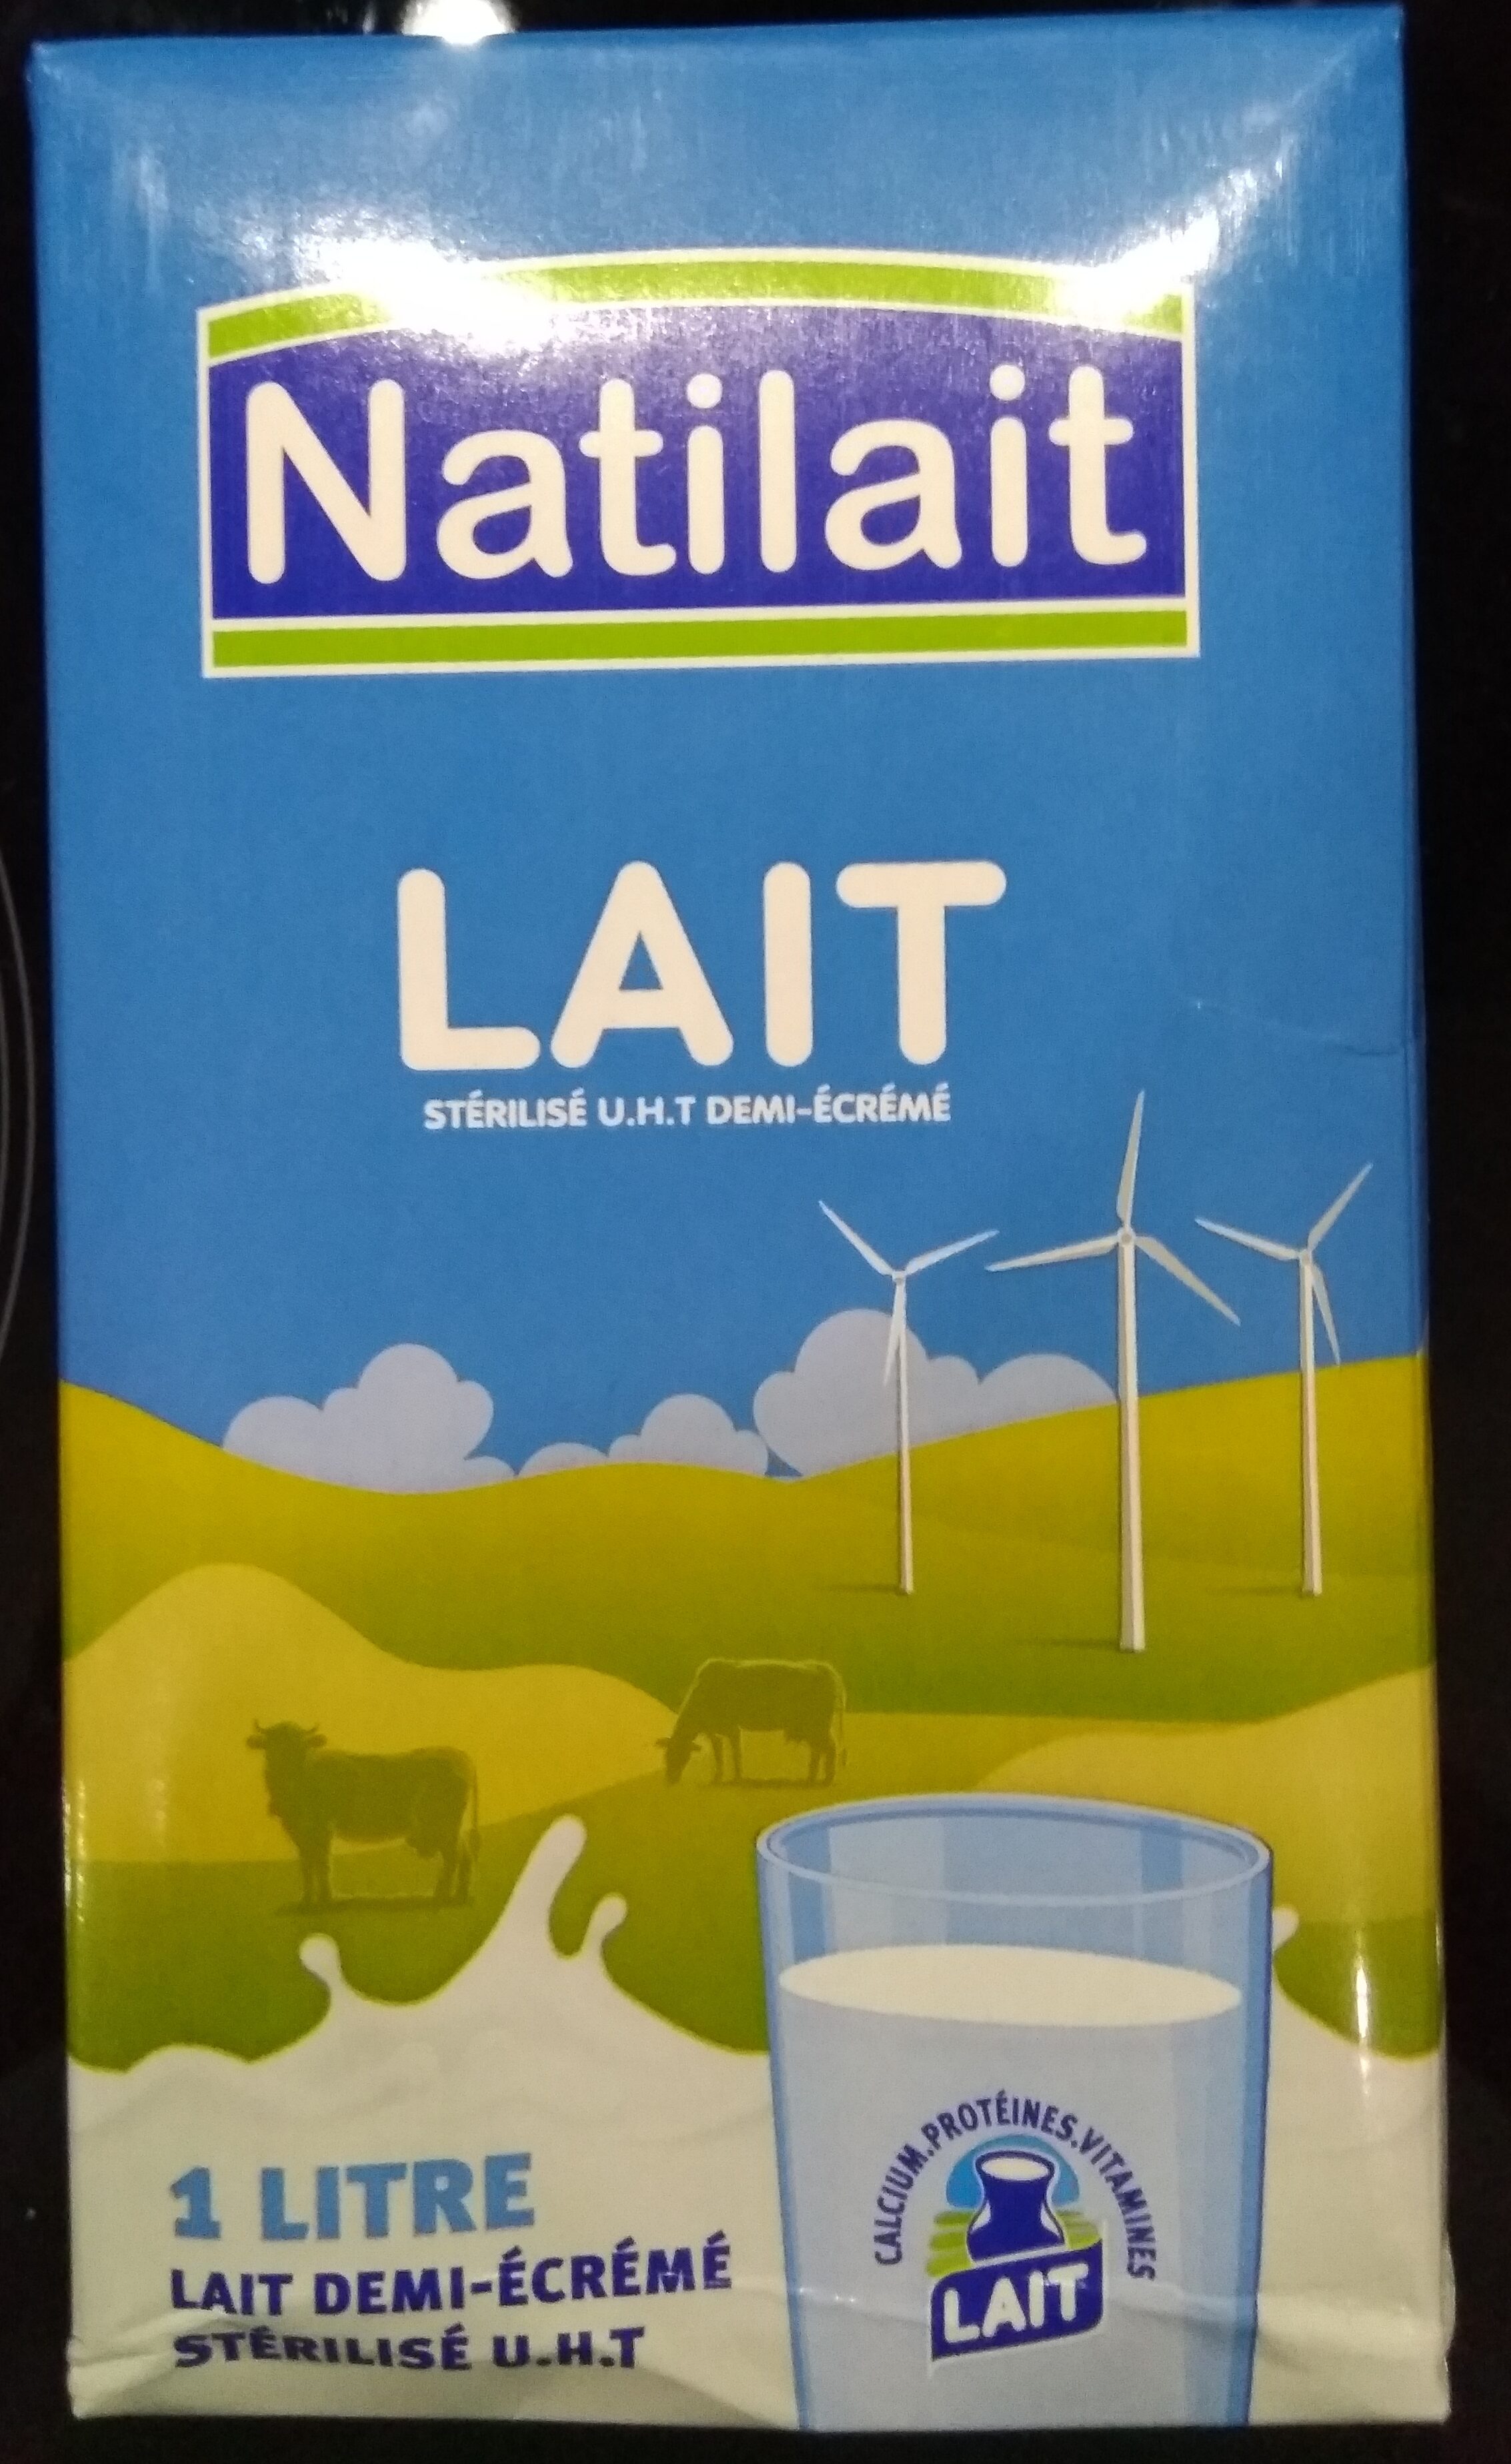 Natilait
LAIT
STÉRILISÉ U.H.T DEMI-ÉCRÉMÉ
CALCIUM.PROTÉINES.VITAMINES
LAIT
1 LITRE
LAIT DEMI-ÉCRÉMÉ
STÉRILISÉ U.H.T